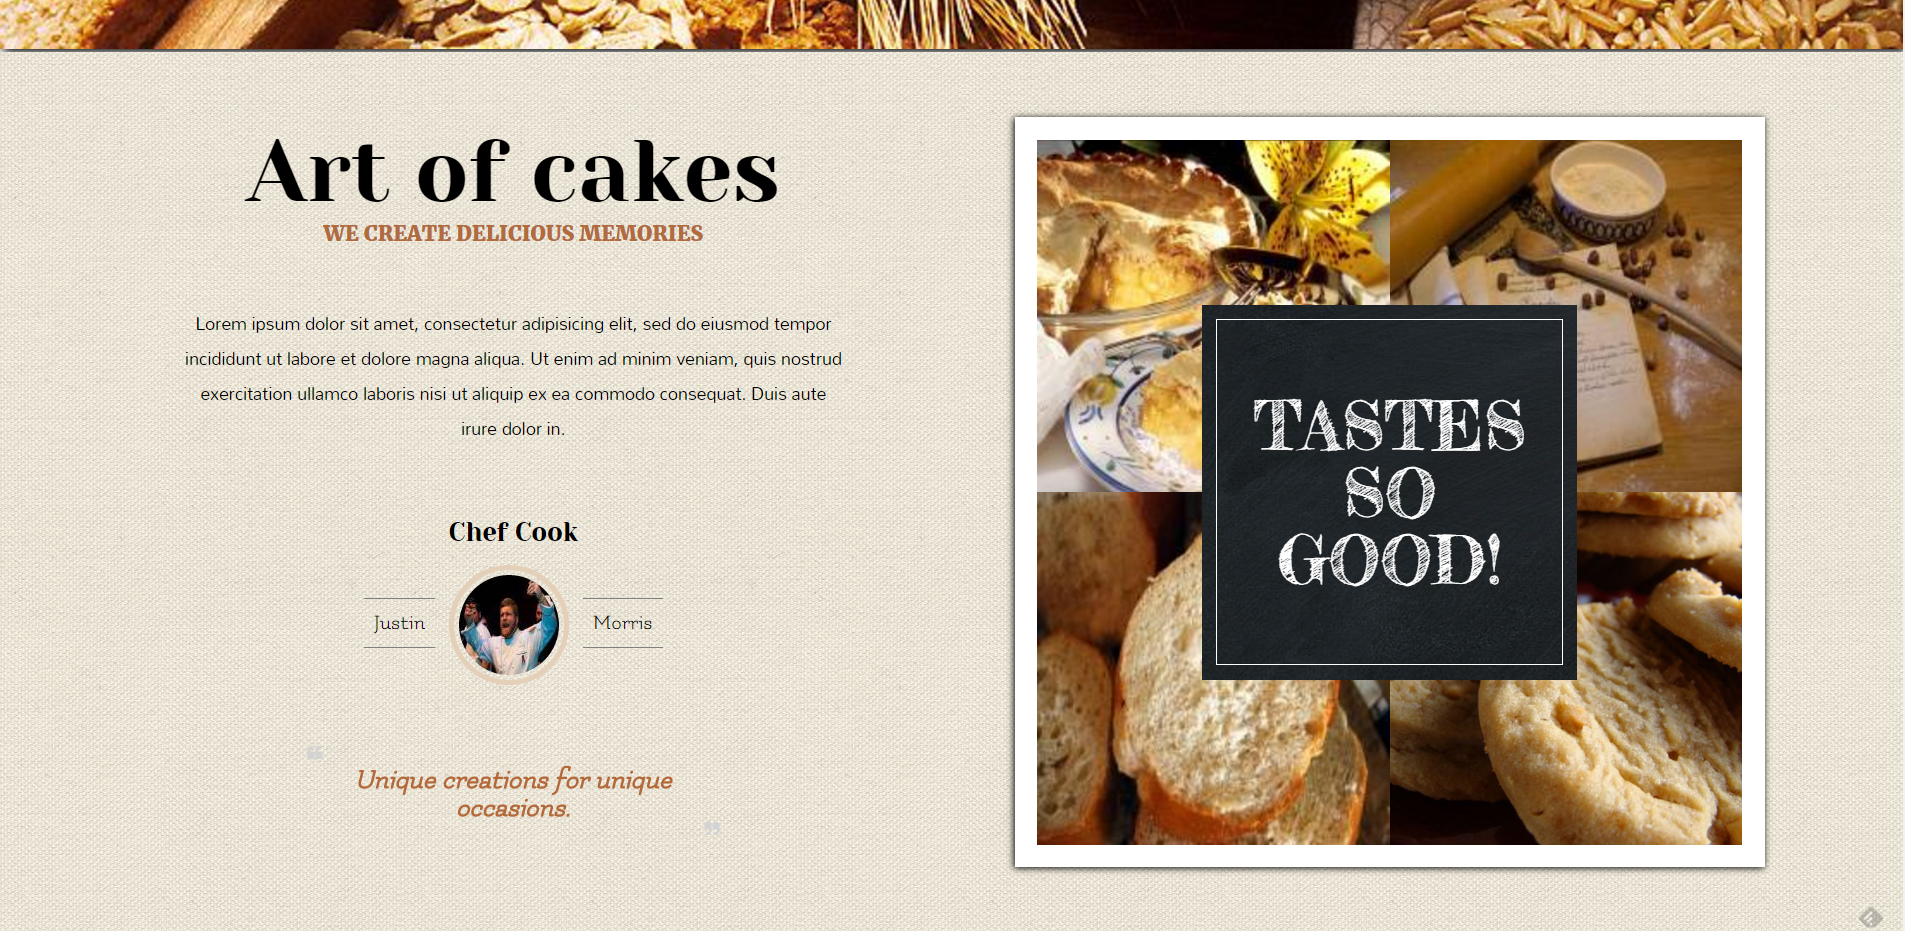 Art of cakes
WE CREATE DELICIOUS MEMORIES
Lorem ipsum dolor sit amet, consectetur adipisicing elit, sed do eiusmod tempor
incididunt ut labore et dolore magna aliqua. Ut enim ad minim veniam, quis nostrud
exercitation ullamco laboris nisi ut aliquip ex ea commodo consequat. Duis aute
irure dolor in.
Chef Cook
Justin
Morris
❝
Unique creations for unique
occasions.
❞
TASTES
SO
GOOD!